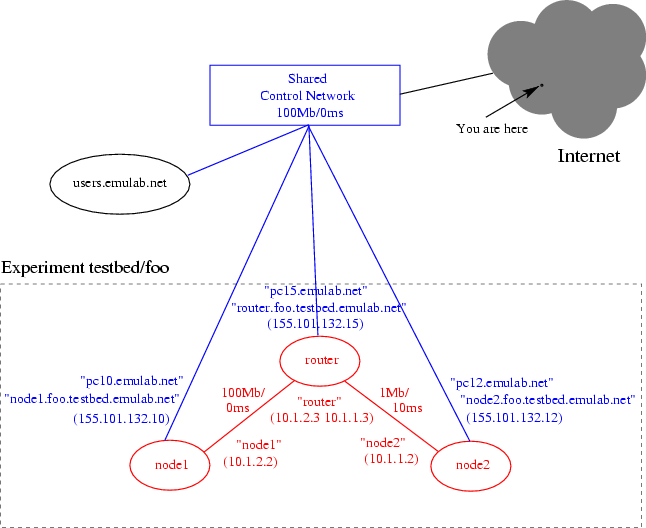 Shared
Control Network
100Mb/0ms
You are here
Internet
users.emulab.net
Experiment testbed/foo
"pc15.emulab.net"
"router.foo.testbed.emulab.net"
(155.101.132.15)
router
"pc10.emulab.net"
"node1.foo.testbed.emulab.net"
(155.101.132.10)
100Mb/
0ms
"router"
(10.1.2.3 10.1.1.3)
1Mb/
10ms
"pc12.emulab.net"
"node2.foo.testbed.emulab.net"
(155.101.132.12)
"node1"
(10.1.2.2)
"node2"
(10.1.1.2)
node1
node2